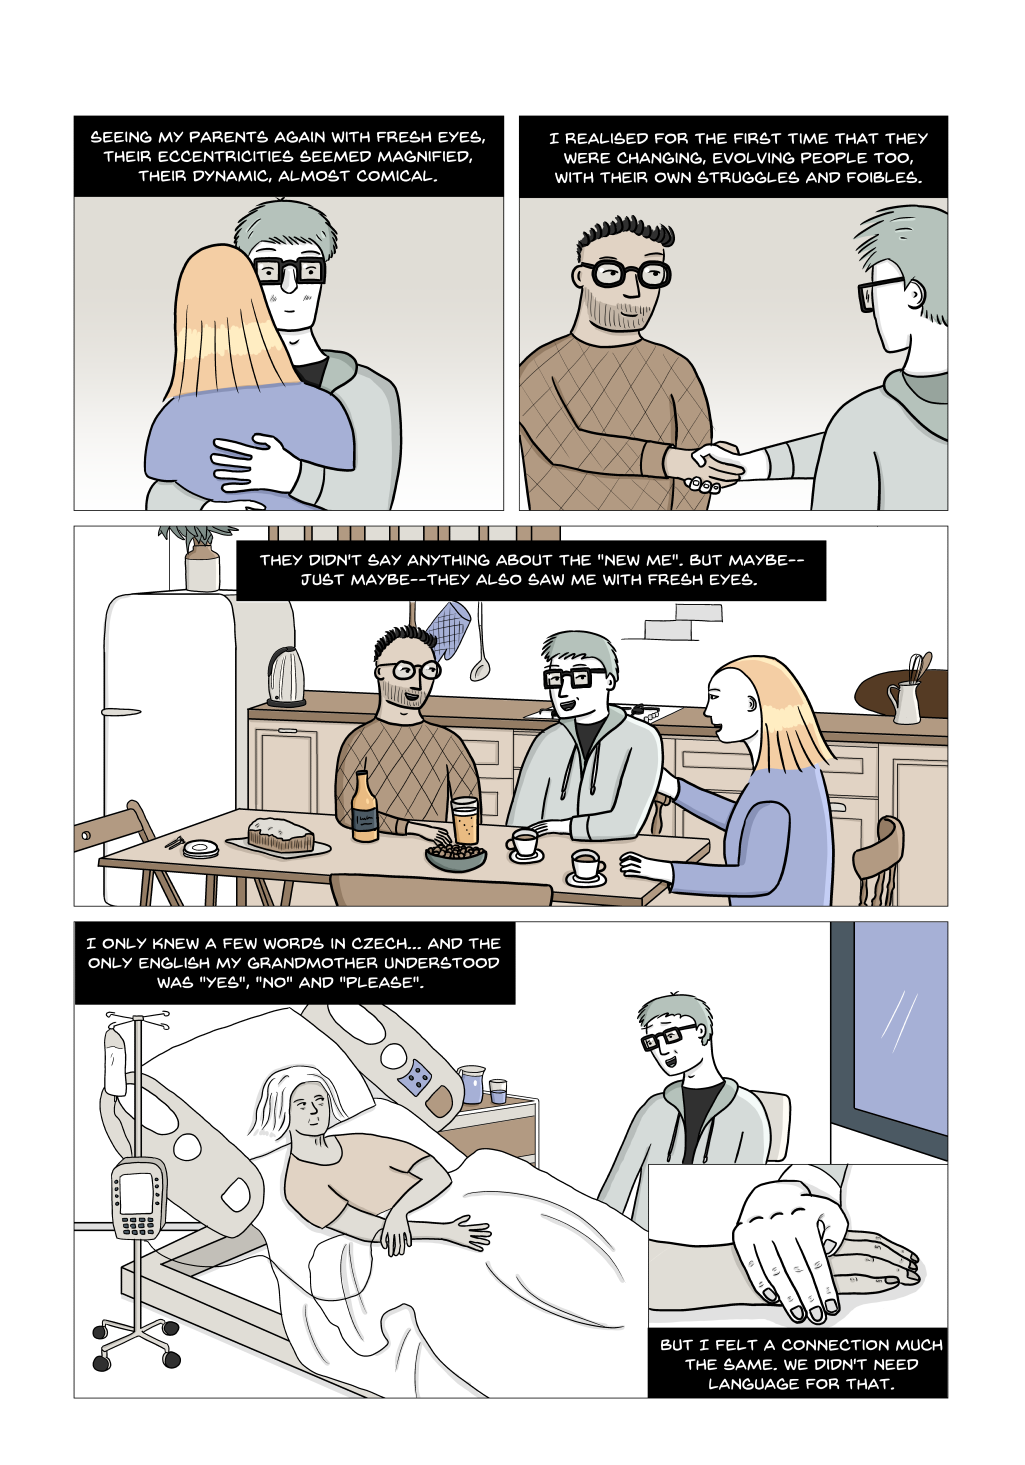 SEEING MY PARENTS AGAIN WITH FRESH EYES,
THEIR ECCENTRICITIES SEEMED MAGNIFIED,
THEIR DYNAMIC, ALMOST COMICAL.
I REALISED FOR THE FIRST TIME THAT THEY
WERE CHANGING, EVOLVING PEOPLE TOO,
WITH THEIR OWN STRUGGLES AND FOIBLES.
THEY DIDN'T SAY ANYTHING ABOUT THE "NEW ME". BUT MAYBE--
JUST MAYBE--THEY ALSO SAW ME WITH FRESH EYES.
I ONLY KNEW A FEW WORDS IN CZECH... AND THE
ONLY ENGLISH MY GRANDMOTHER UNDERSTOOD
WAS "YES", "NO" AND "PLEASE".
BUT I FELT A CONNECTION MUCH
THE SAME. WE DIDN'T NEED
LANGUAGE FOR THAT.